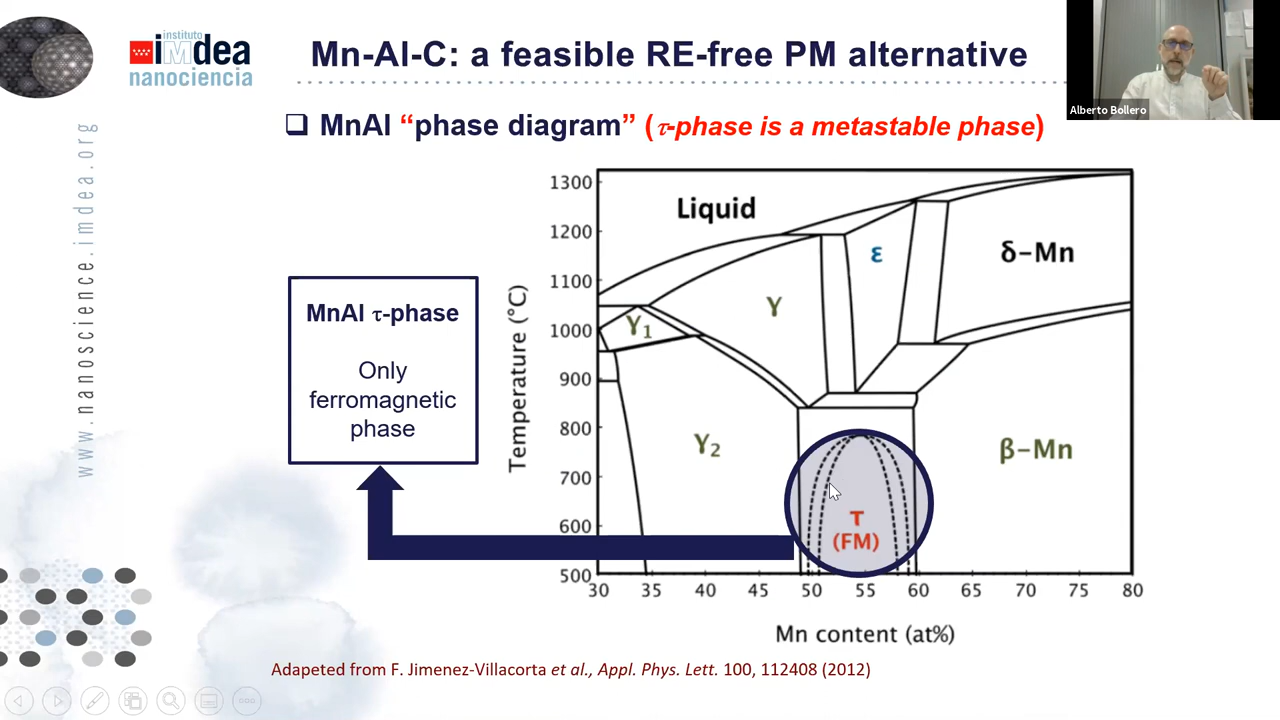 instituto
imdea
nanociencia
www.nanoscience.imdea.org
Mn-Al-C: a feasible RE-free PM alternative
Alberto Bollero
❑ MnAl “phase diagram” (τ-phase is a metastable phase)
MnAl τ-phase
Only
ferromagnetic
phase
Temperature (°C)
1300
1200
1100
1000
900
800
700
600
500
Liquid
ε
δ-Mn
γ
γ1
γ2
β-Mn
τ
(FM)
30 35 40 45 50 55 60 65 70 75 80
Mn content (at%)
Adapeted from F. Jimenez-Villacorta et al., Appl. Phys. Lett. 100, 112408 (2012)